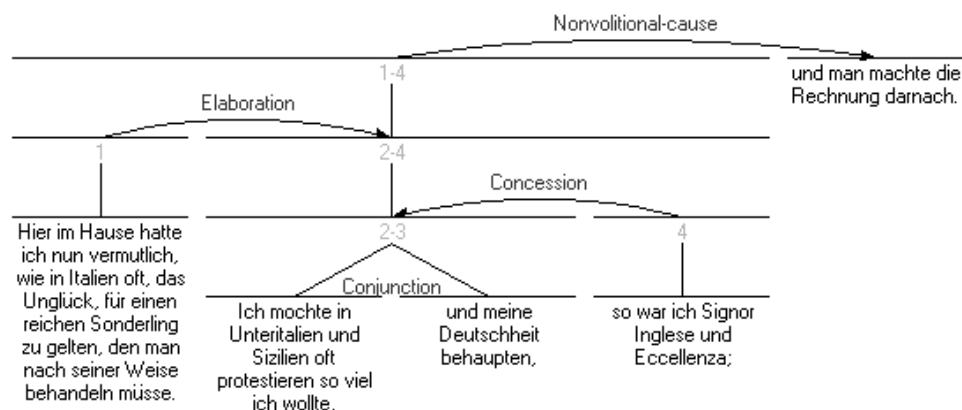 Nonvolitional-cause
1-4
und man machte die
Rechnung darnach.
Elaboration
1
2-4
Concession
Hier im Hause hatte
ich nun vermutlich,
wie in Italien oft, das
Unglück, für einen
reichen Sonderling
zu gelten, den man
nach seiner Weise
behandeln müsse.
2-3
4
Conjunction
Ich mochte in
Unteritalien und
Sizilien oft
protestieren so viel
ich wollte,
und meine
Deutschheit
behaupten,
so war ich Signor
Inglese und
Eccellenza;